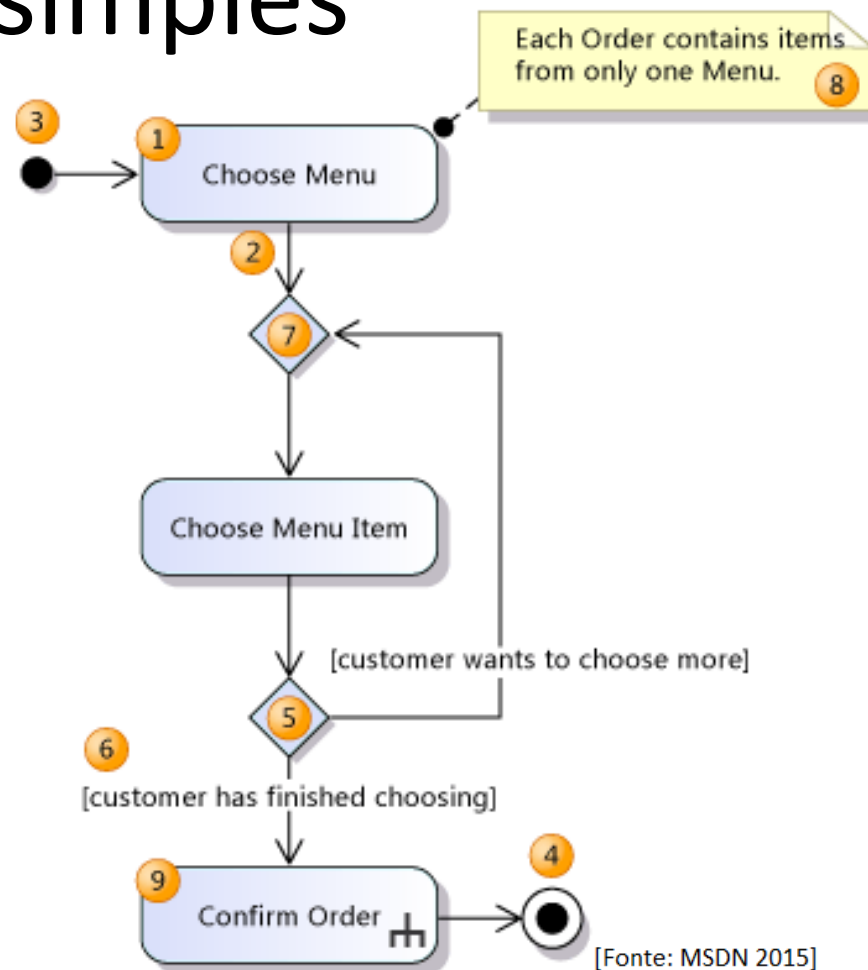 simples
Each Order contains items
from only one Menu.
8
3
1
Choose Menu
2
7
Choose Menu Item
[customer wants to choose more]
5
6
[customer has finished choosing]
9
Confirm Order
4
[Fonte: MSDN 2015]